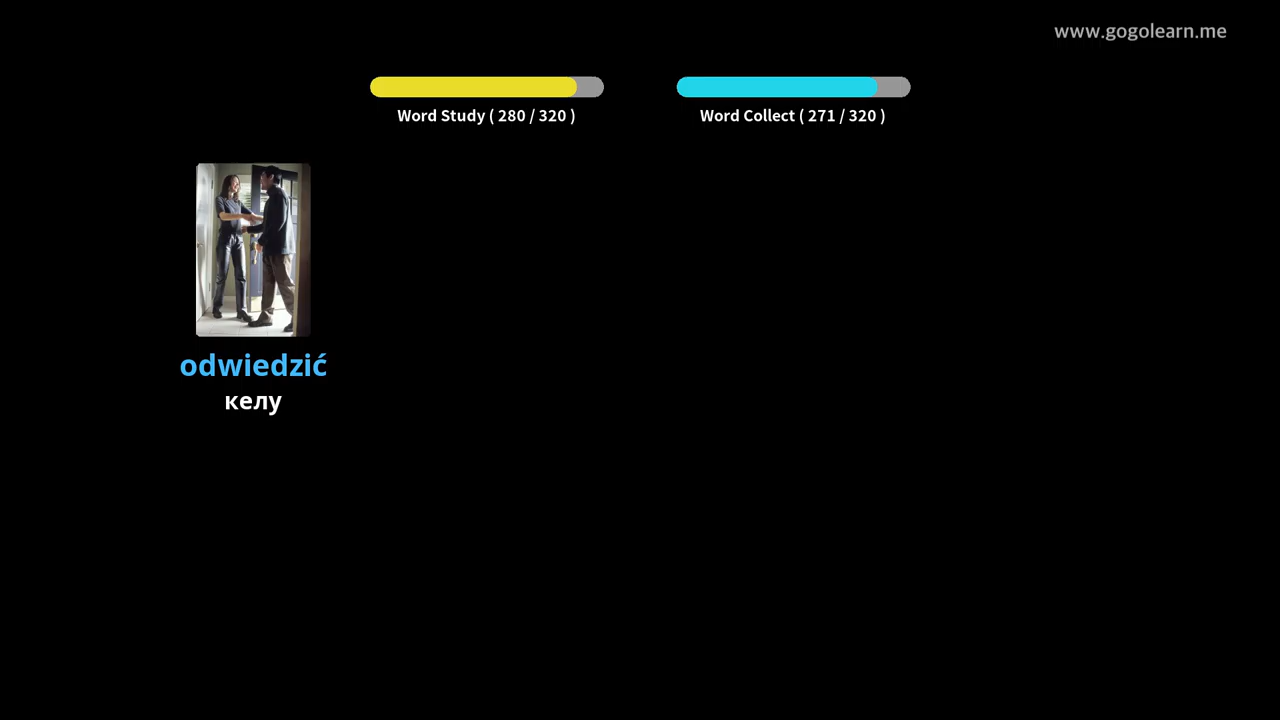 www.gogolearn.me
Word Study ( 280 / 320 )
Word Collect ( 271 / 320 )
odwiedzić
келу